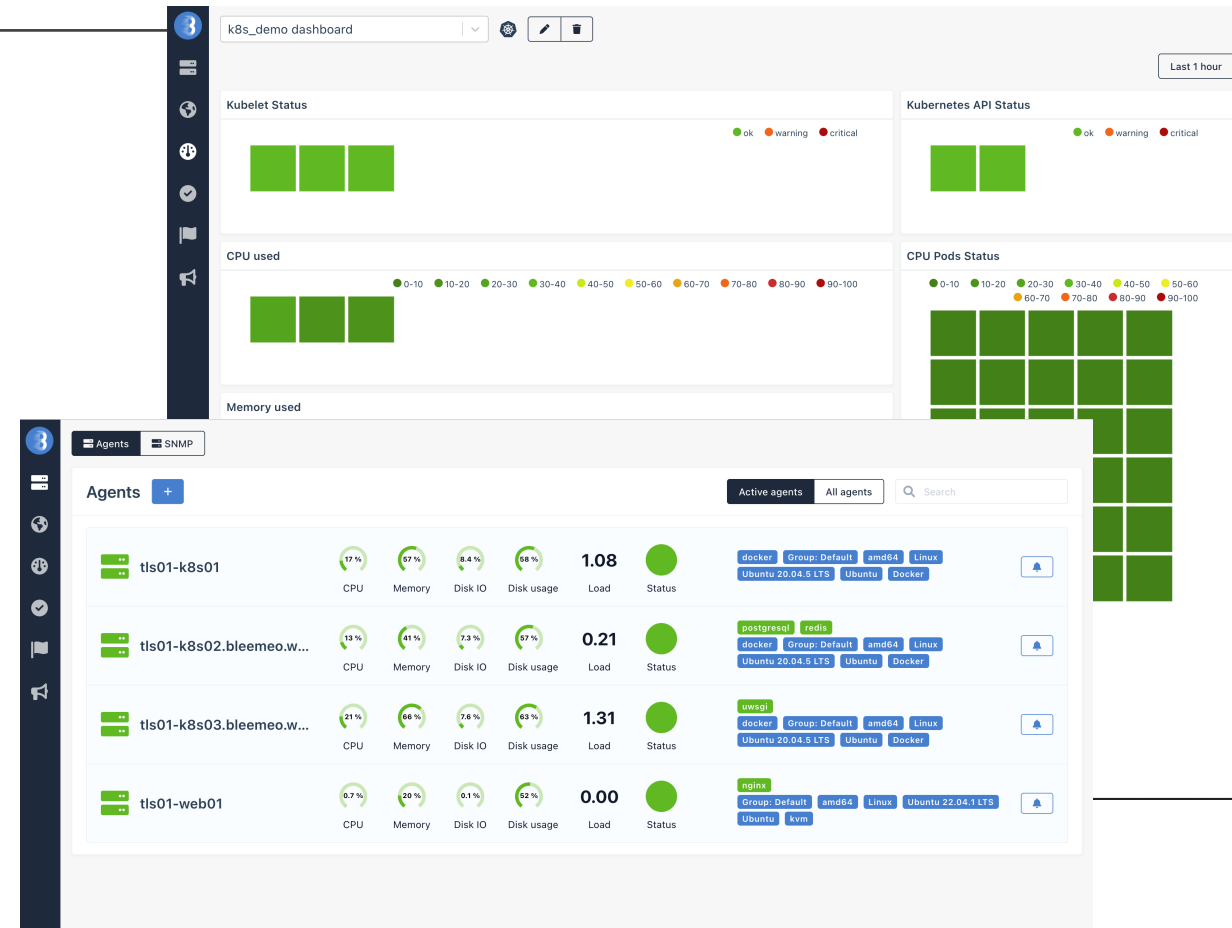 k8s_demo dashboard
Last 1 hour
Kubelet Status
ok warning critical
Kubernetes API Status
ok warning critical
CPU used
0-10 10-20 20-30 30-40 40-50 50-60 60-70 70-80 80-90 90-100
CPU Pods Status
0-10 10-20 20-30 30-40 40-50 50-60
60-70 70-80 80-90 90-100
Memory used
Agents SNMP
Agents +
Active agents All agents Search
tls01-k8s01
17 % 57 % 8.4 % 58 % 1.08
CPU Memory Disk IO Disk usage Load Status
docker Group: Default amd64 Linux
Ubuntu 20.04.5 LTS Ubuntu Docker
tls01-k8s02.bleemeo.w...
13 % 41 % 7.3 % 57 % 0.21
CPU Memory Disk IO Disk usage Load Status
postgresql redis
docker Group: Default amd64 Linux
Ubuntu 20.04.5 LTS Ubuntu Docker
tls01-k8s03.bleemeo.w...
21 % 66 % 7.6 % 63 % 1.31
CPU Memory Disk IO Disk usage Load Status
uwsgi
docker Group: Default amd64 Linux
Ubuntu 20.04.5 LTS Ubuntu Docker
tls01-web01
0.7 % 20 % 0.1 % 52 % 0.00
CPU Memory Disk IO Disk usage Load Status
nginx
Group: Default amd64 Linux Ubuntu 22.04.1 LTS
Ubuntu kvm